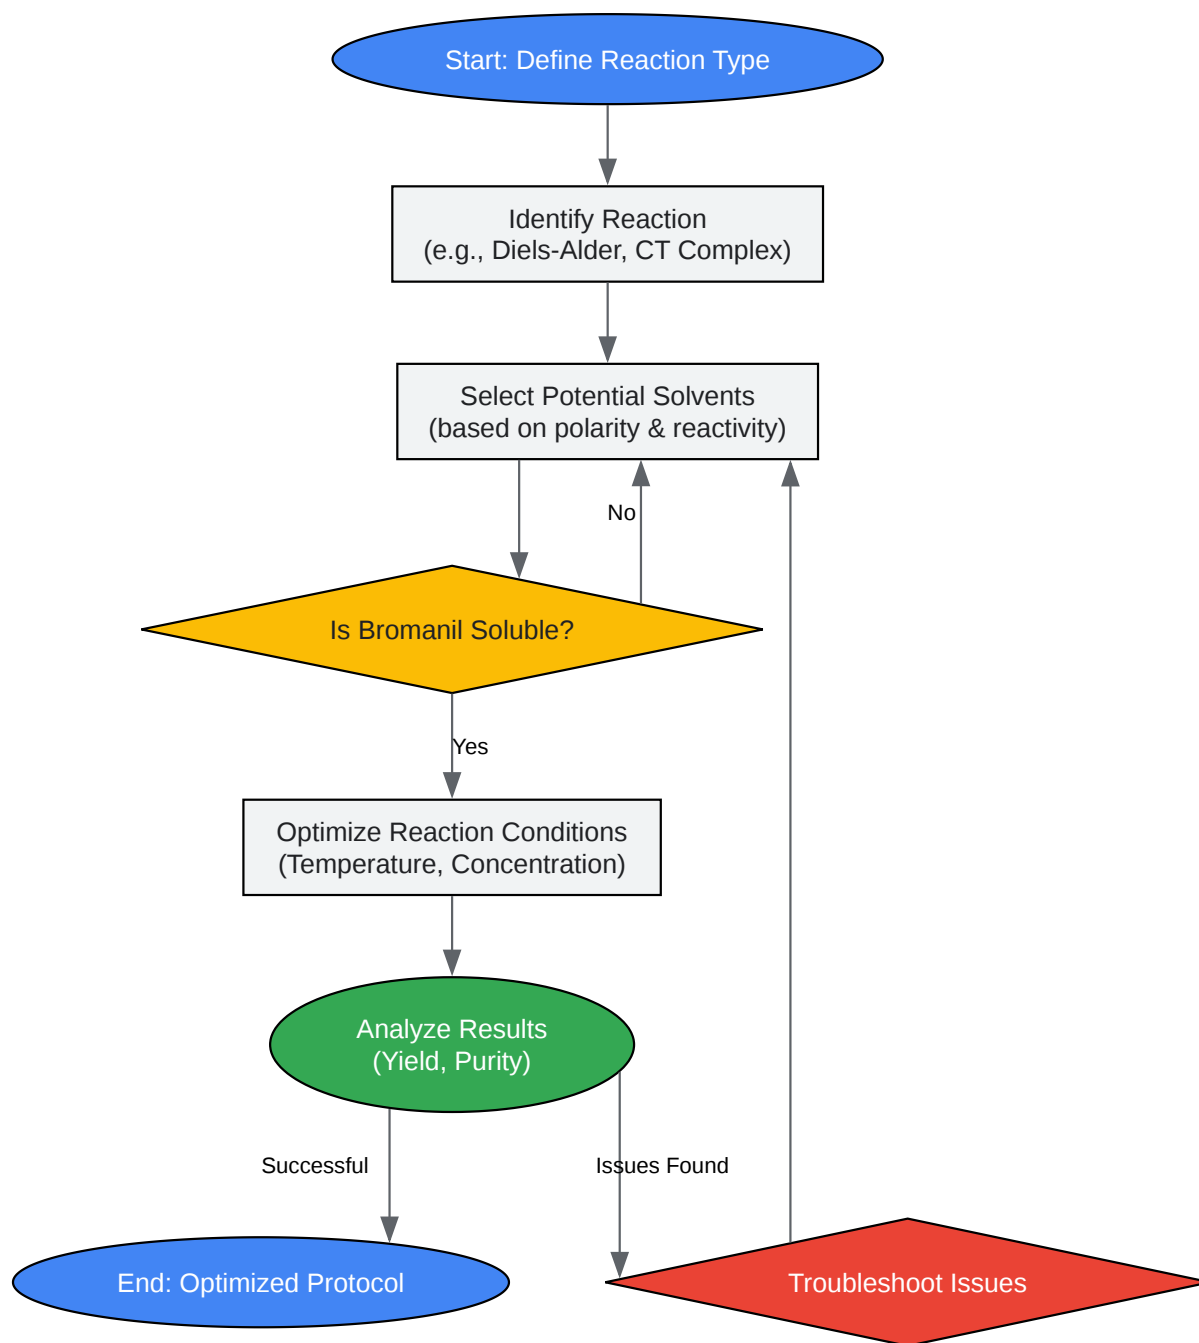 Start: Define Reaction Type
Identify Reaction
(e.g., Diels-Alder, CT Complex)
Select Potential Solvents
(based on polarity & reactivity)
No
Is Bromanil Soluble?
Yes
Optimize Reaction Conditions
(Temperature, Concentration)
Analyze Results
(Yield, Purity)
Successful
Issues Found
End: Optimized Protocol
Troubleshoot Issues